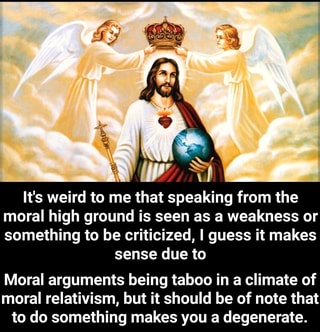 It's weird to me that speaking from the
moral high ground is seen as a weakness or
something to be criticized, I guess it makes
sense due to
Moral arguments being taboo in a climate of
moral relativism, but it should be of note that
to do something makes you a degenerate.